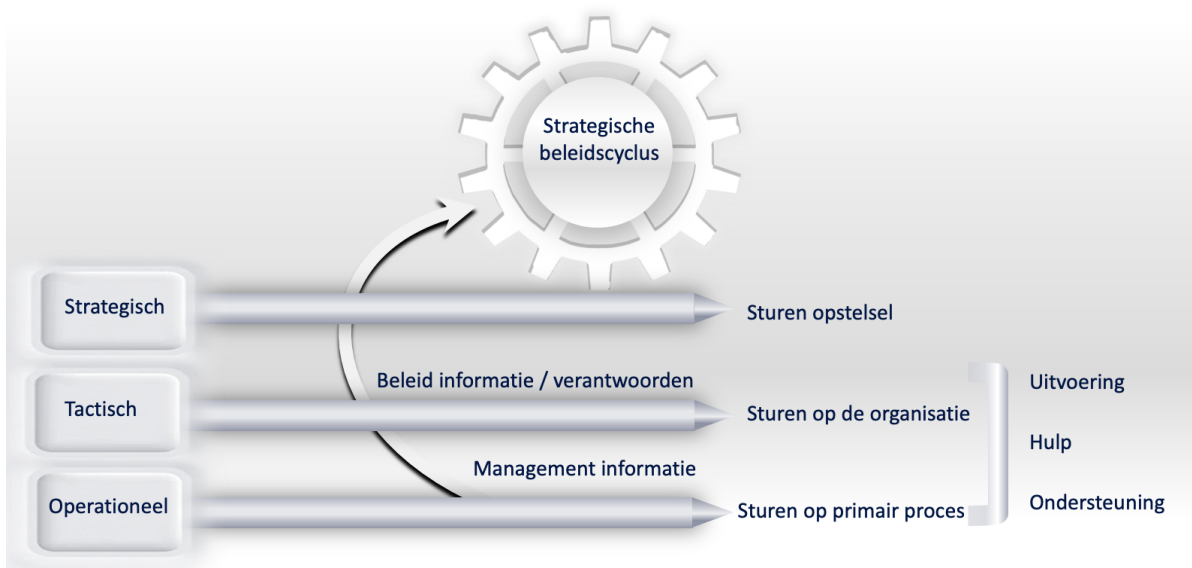 Strategische
beleidscyclus
Strategisch
Sturen opstelsel
Beleid informatie / verantwoorden
Uitvoering
Tactisch
Sturen op de organisatie
Hulp
Management informatie
Operationeel
Sturen op primair proces
Ondersteuning